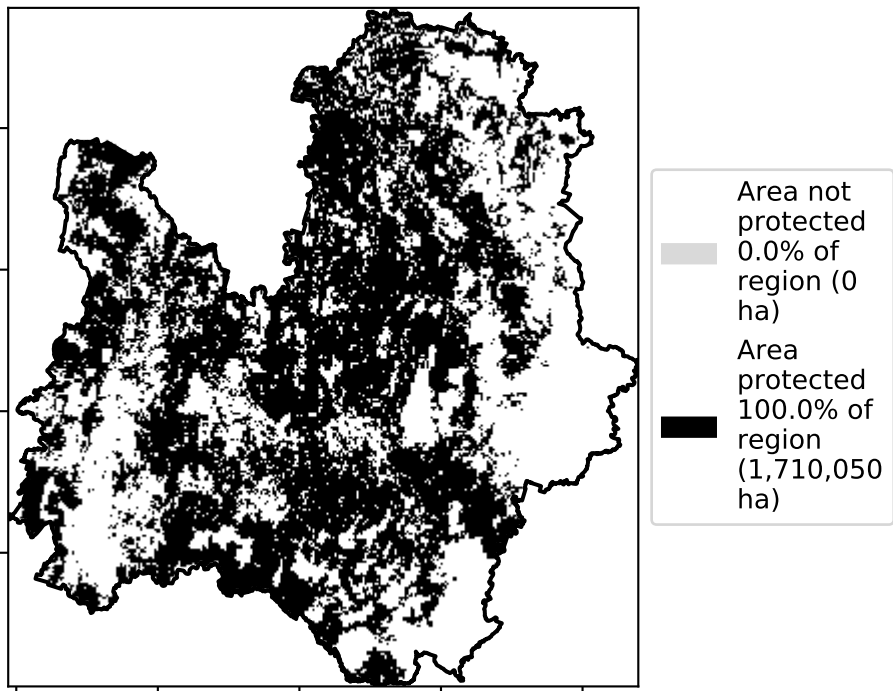 Area not
protected
0.0% of
region (0
ha)
Area
protected
100.0% of
region
(1,710,050
ha)